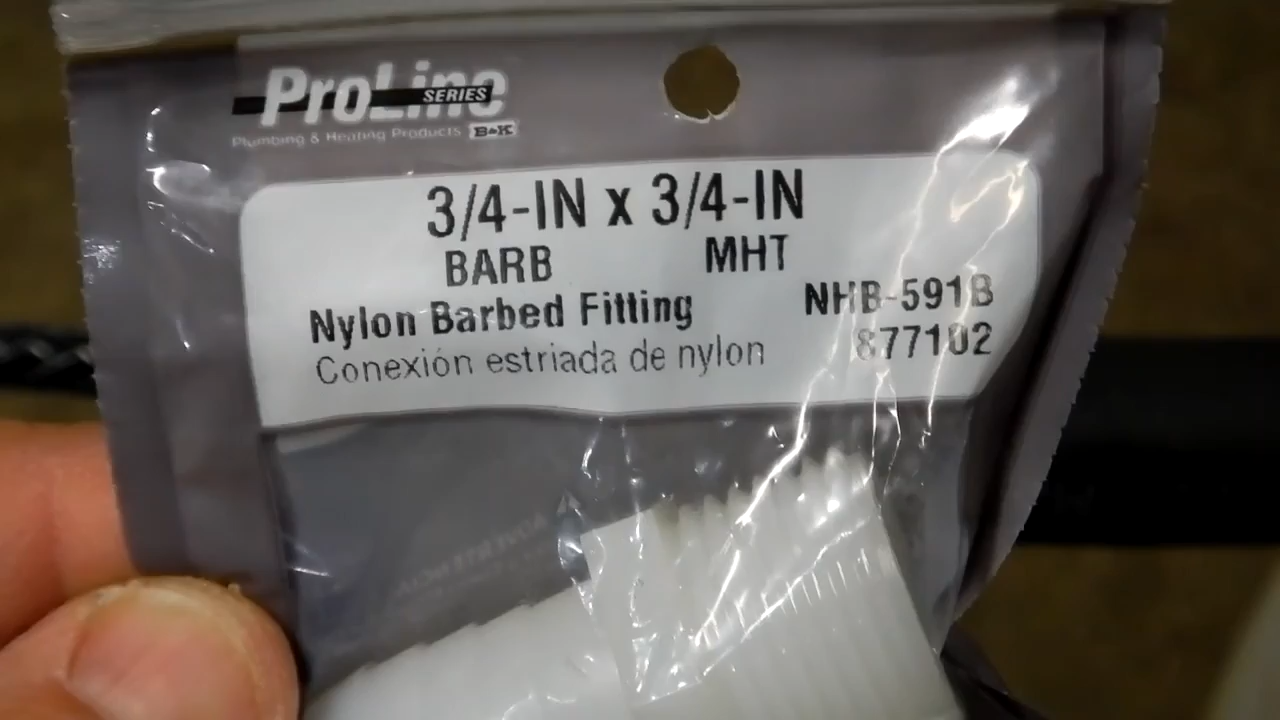 ProLine
SERIES
Plumbing & Heating Products B&K
3/4-IN x 3/4-IN
BARB MHT
Nylon Barbed Fitting NHB-591B
Conexión estriada de nylon 877102